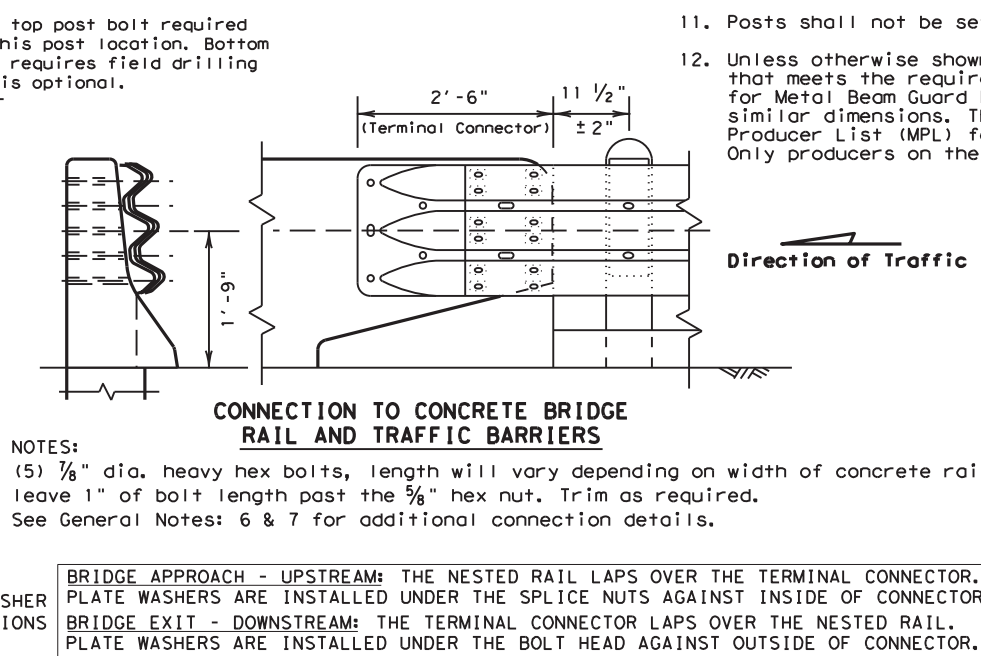 top post bolt required
his post location. Bottom
requires field drilling
is optional.
11. Posts shall not be se
12. Unless otherwise shown
that meets the require
for Metal Beam Guard
similar dimensions. Th
Producer List (MPL) fo
Only producers on the
2'-6"
11 ½"
(Terminal Connector)
±2"
1'-9"
Direction of Traffic
CONNECTION TO CONCRETE BRIDGE
RAIL AND TRAFFIC BARRIERS
NOTES:
(5) ⅞" dia. heavy hex bolts, length will vary depending on width of concrete rai
leave 1" of bolt length past the ⅝" hex nut. Trim as required.
See General Notes: 6 & 7 for additional connection details.
SHER
IONS
BRIDGE APPROACH - UPSTREAM: THE NESTED RAIL LAPS OVER THE TERMINAL CONNECTOR.
PLATE WASHERS ARE INSTALLED UNDER THE SPLICE NUTS AGAINST INSIDE OF CONNECTOR
BRIDGE EXIT - DOWNSTREAM: THE TERMINAL CONNECTOR LAPS OVER THE NESTED RAIL.
PLATE WASHERS ARE INSTALLED UNDER THE BOLT HEAD AGAINST OUTSIDE OF CONNECTOR.